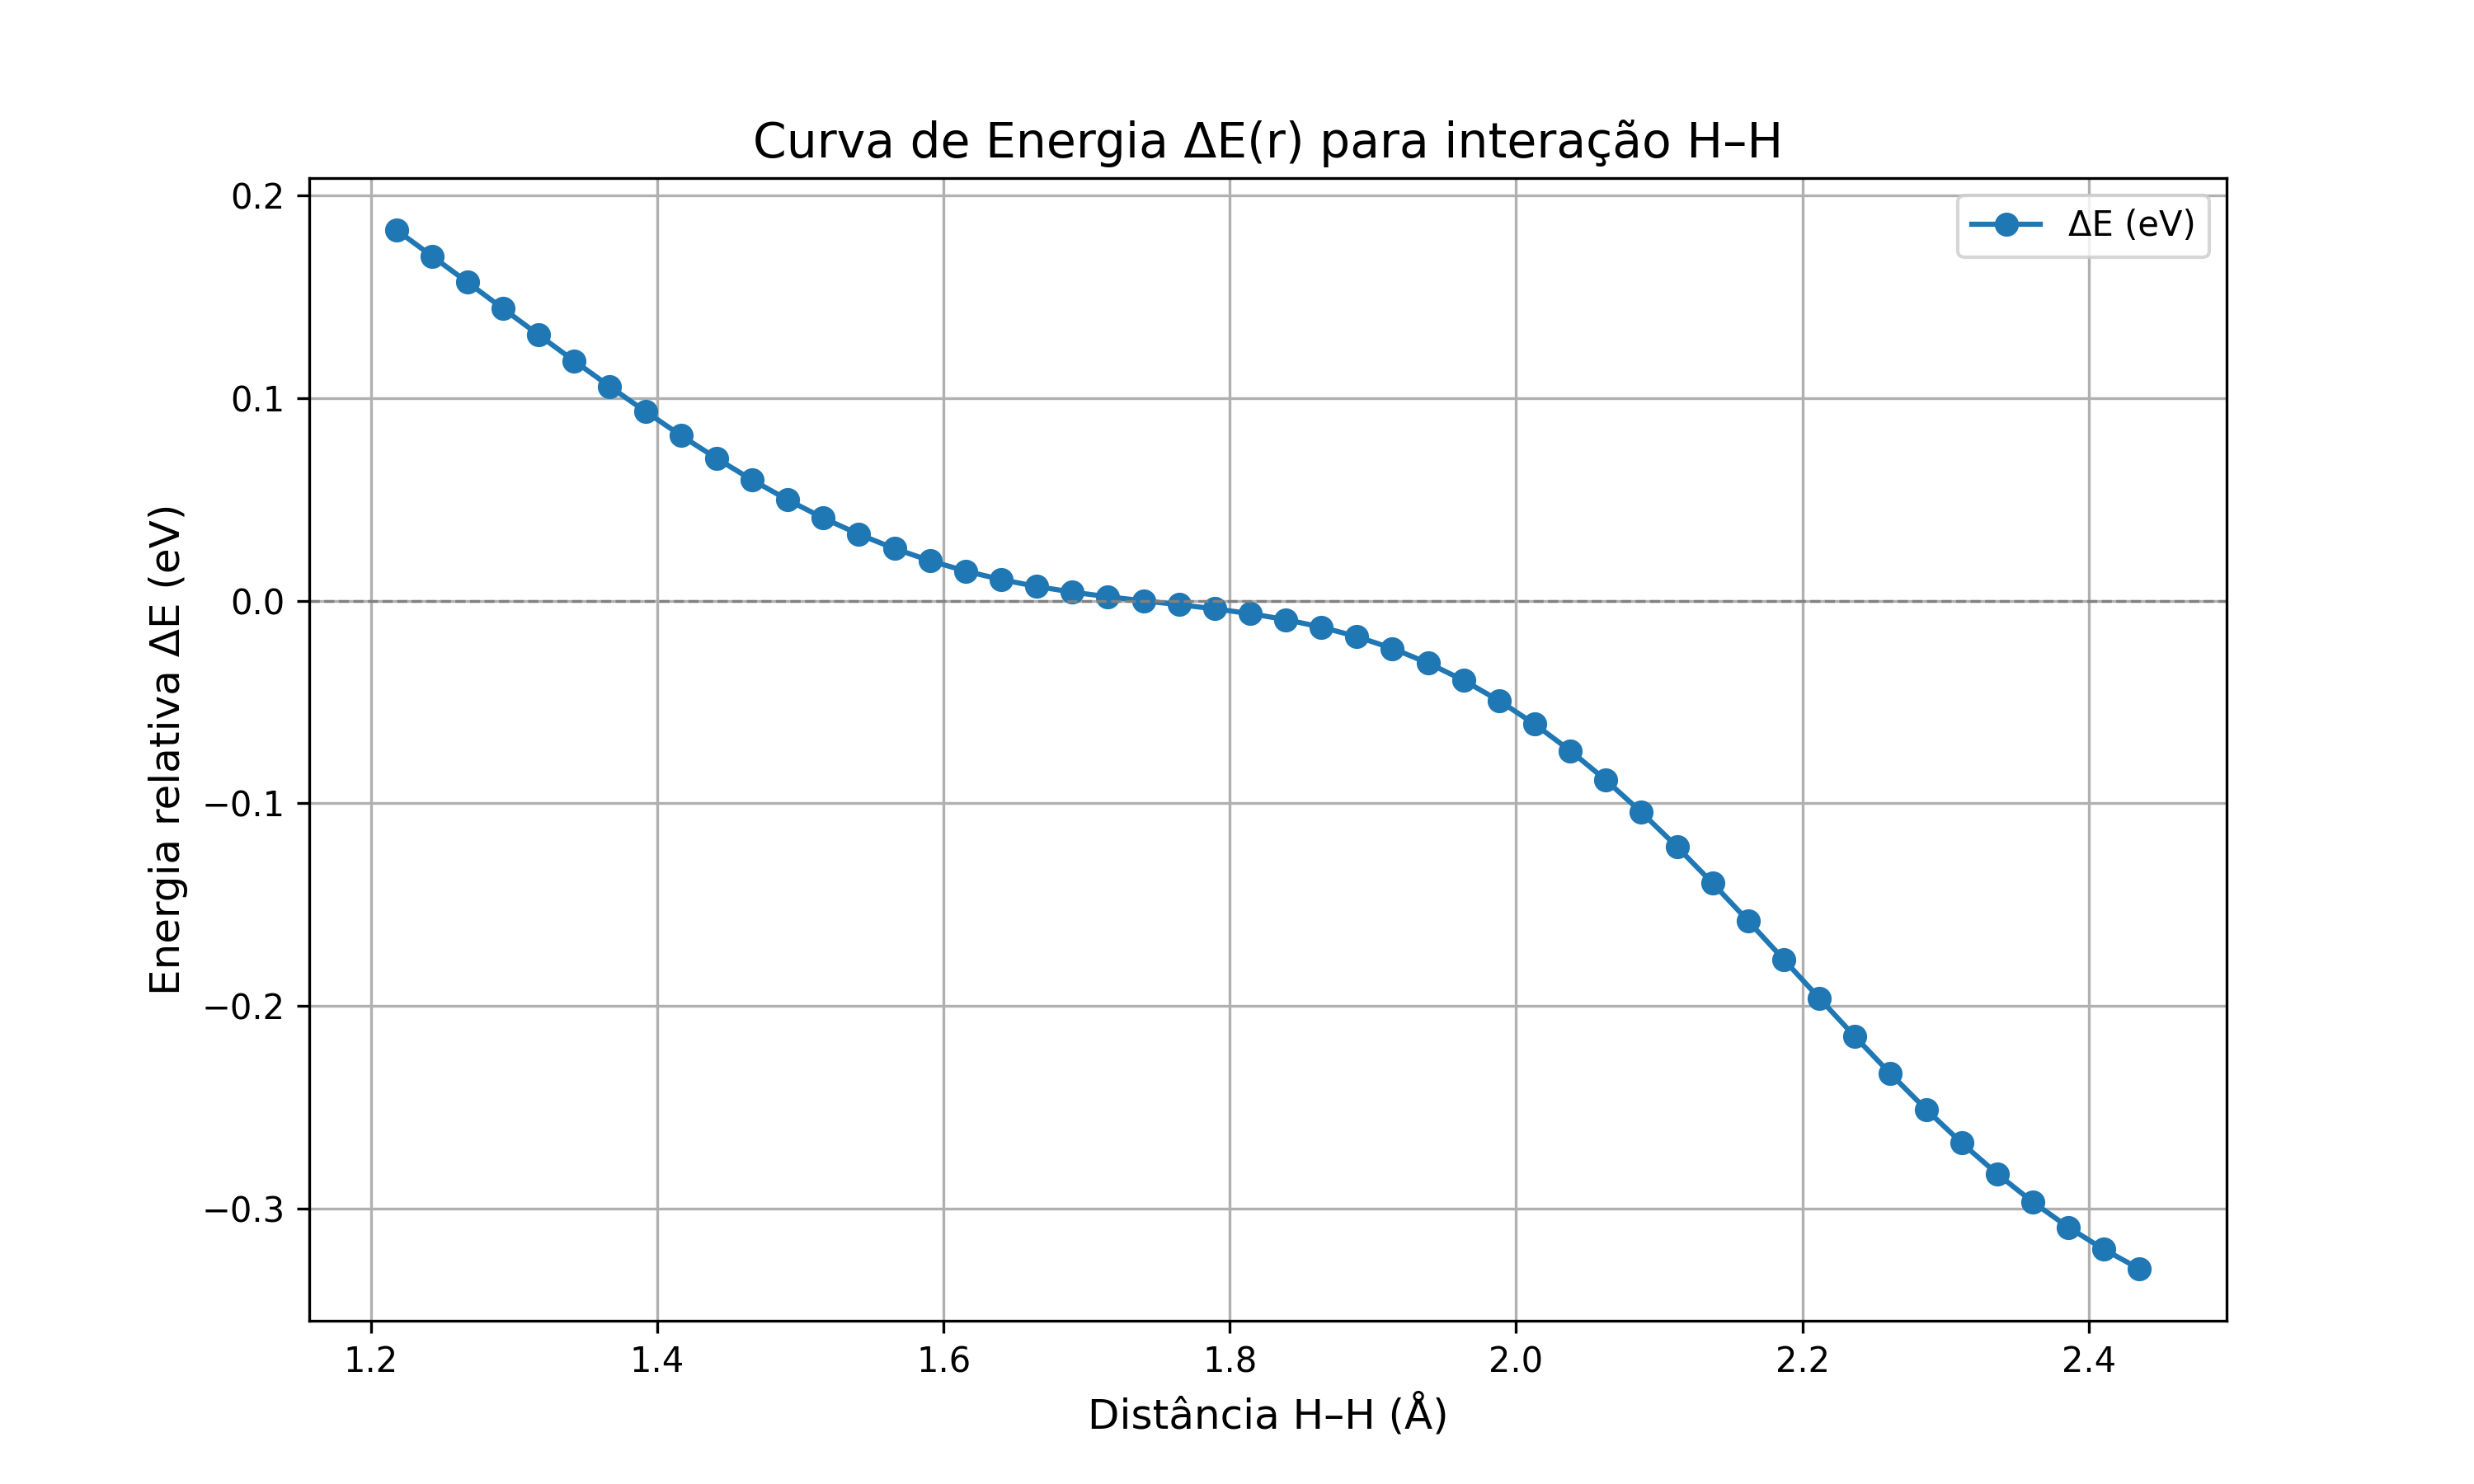 Curva de Energia ΔE(r) para interação H–H
ΔE (eV)
Energia relativa ΔE (eV)
0.2
0.1
0.0
−0.1
−0.2
−0.3
1.2 1.4 1.6 1.8 2.0 2.2 2.4
Distância H–H (Å)